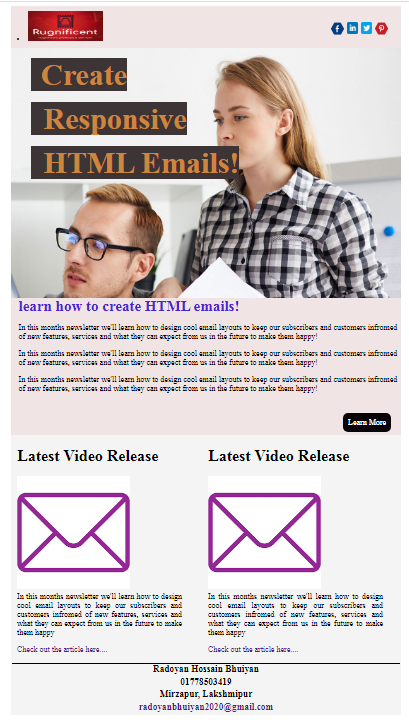 Rugnificent
Create
Responsive
HTML Emails!
learn how to create HTML emails!
In this months newsletter we'll learn how to design cool email layouts to keep our subscribers and customers infromed
of new features, services and what they can expect from us in the future to make them happy!
In this months newsletter we'll learn how to design cool email layouts to keep our subscribers and customers infromed
of new features, services and what they can expect from us in the future to make them happy!
In this months newsletter we'll learn how to design cool email layouts to keep our subscribers and customers infromed
of new features, services and what they can expect from us in the future to make them happy!
Learn More
Latest Video Release
In this months newsletter we'll learn how to design
cool email layouts to keep our subscribers and
customers infromed of new features, services and
what they can expect from us in the future to make
them happy
Check out the article here....
Latest Video Release
In this months newsletter we'll learn how to design
cool email layouts to keep our subscribers and
customers infromed of new features, services and
what they can expect from us in the future to make
them happy
Check out the article here....
Radoyan Hossain Bhuiyan
01778503419
Mirzapur, Lakshmipur
radoyanbhuiyan2020@gmail.com